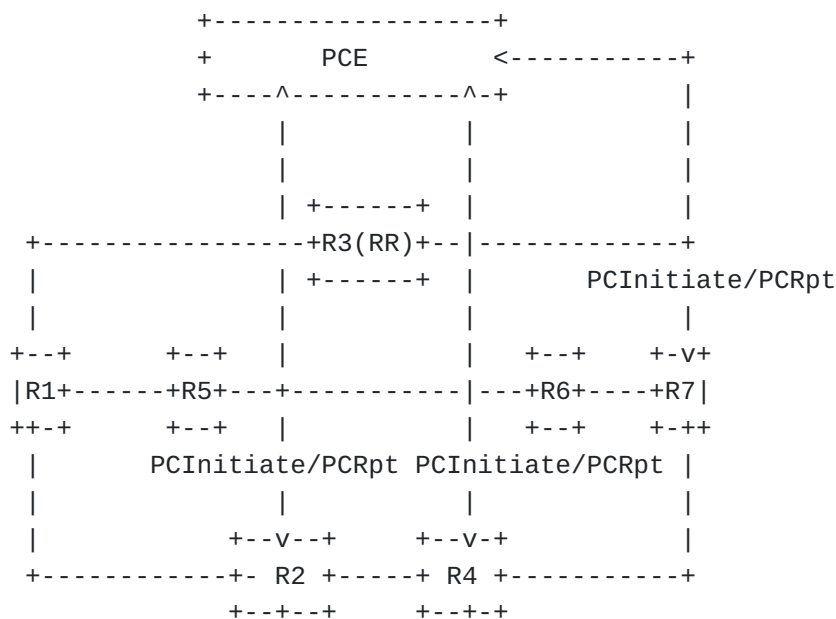 PCE
R3(RR)
PCInitiate/PCRpt
R1 R5 R6 R7
PCInitiate/PCRpt PCInitiate/PCRpt
R2 R4